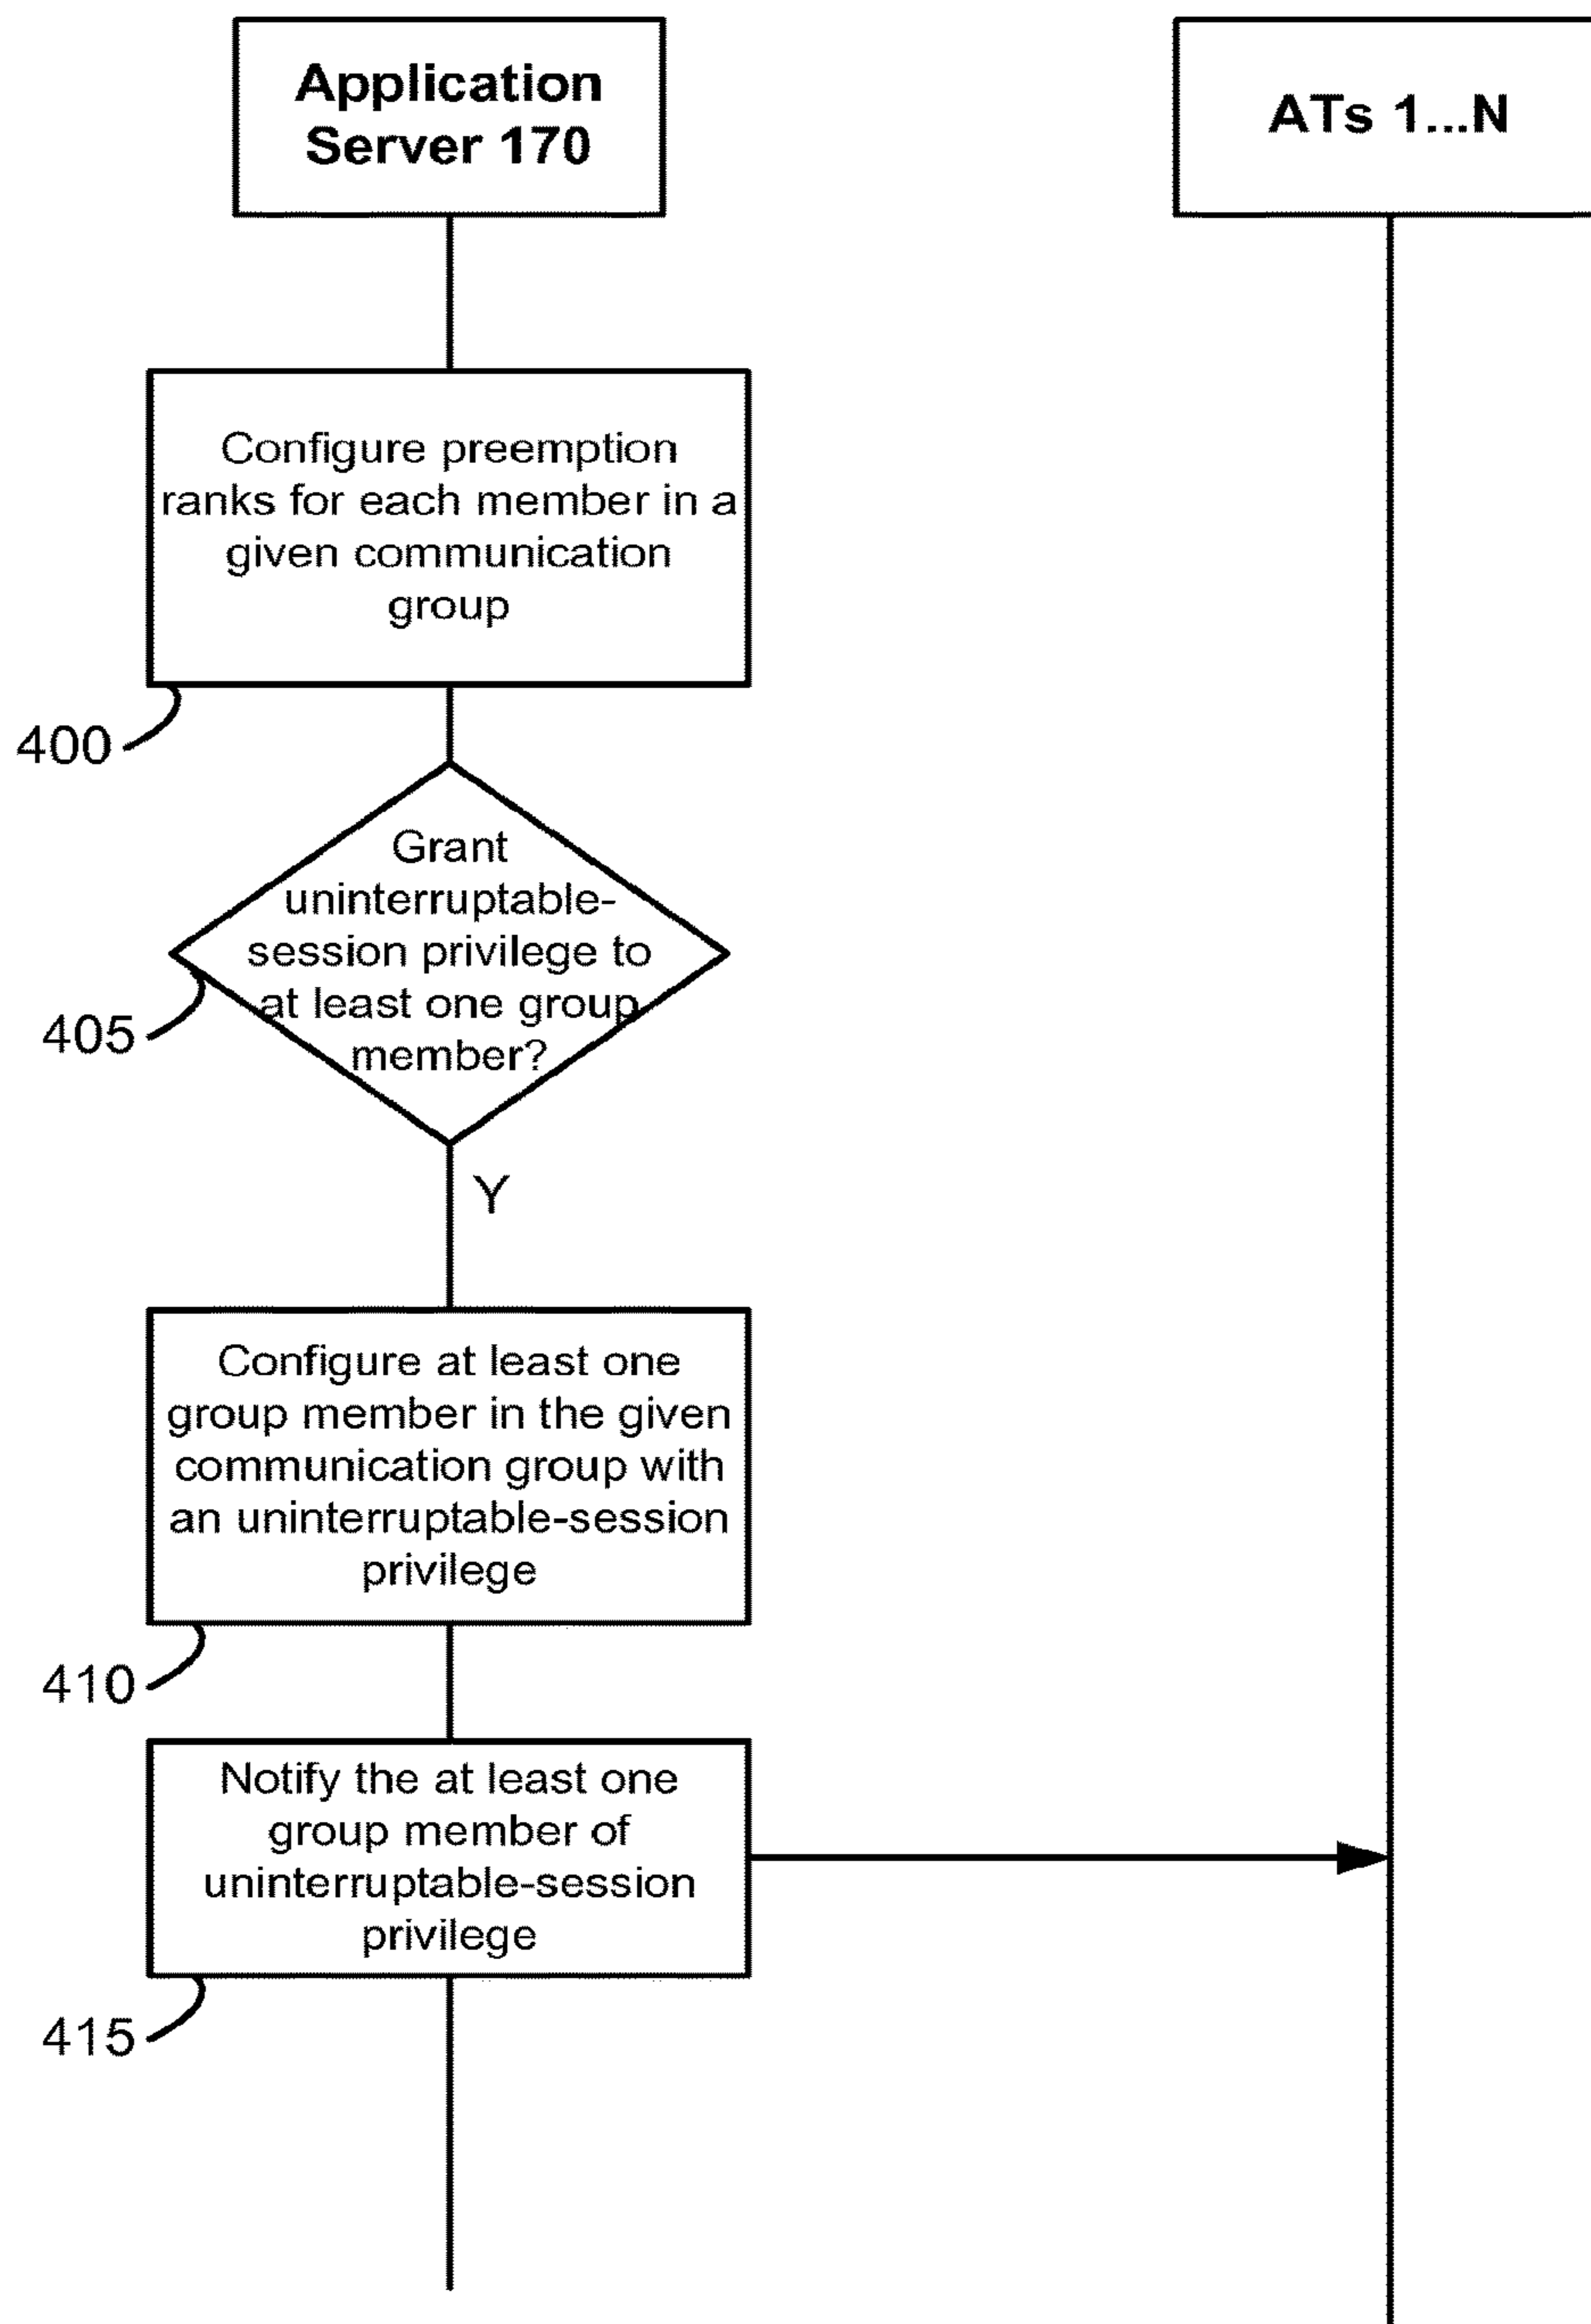 Application
Server 170
ATs 1...N
Configure preemption
ranks for each member in a
given communication
group
400
Grant
uninterruptable-
session privilege to
at least one group
member?
405
Y
Configure at least one
group member in the given
communication group with
an uninterruptable-session
privilege
410
Notify the at least one
group member of
uninterruptable-session
privilege
415